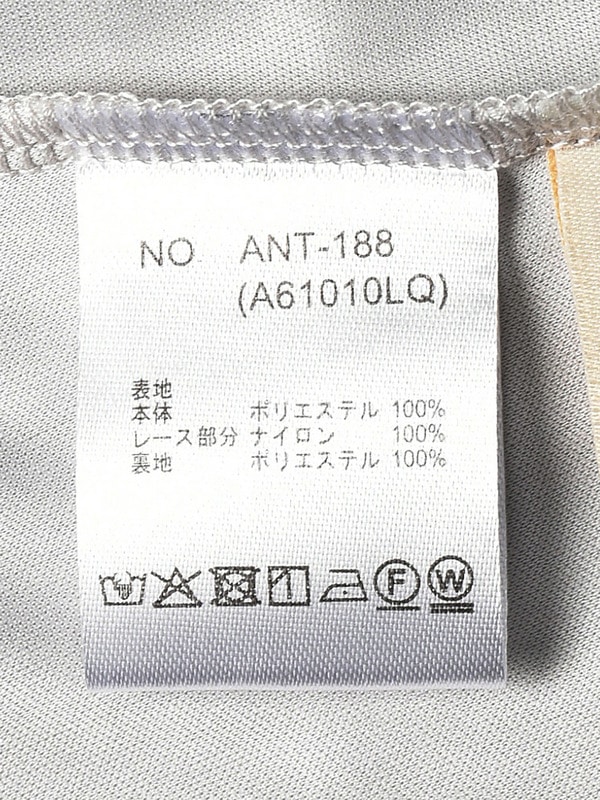 NO. ANT-188
(A61010LQ)
表地
本体 ポリエステル 100%
レース部分 ナイロン 100%
裏地 ポリエステル 100%
F W